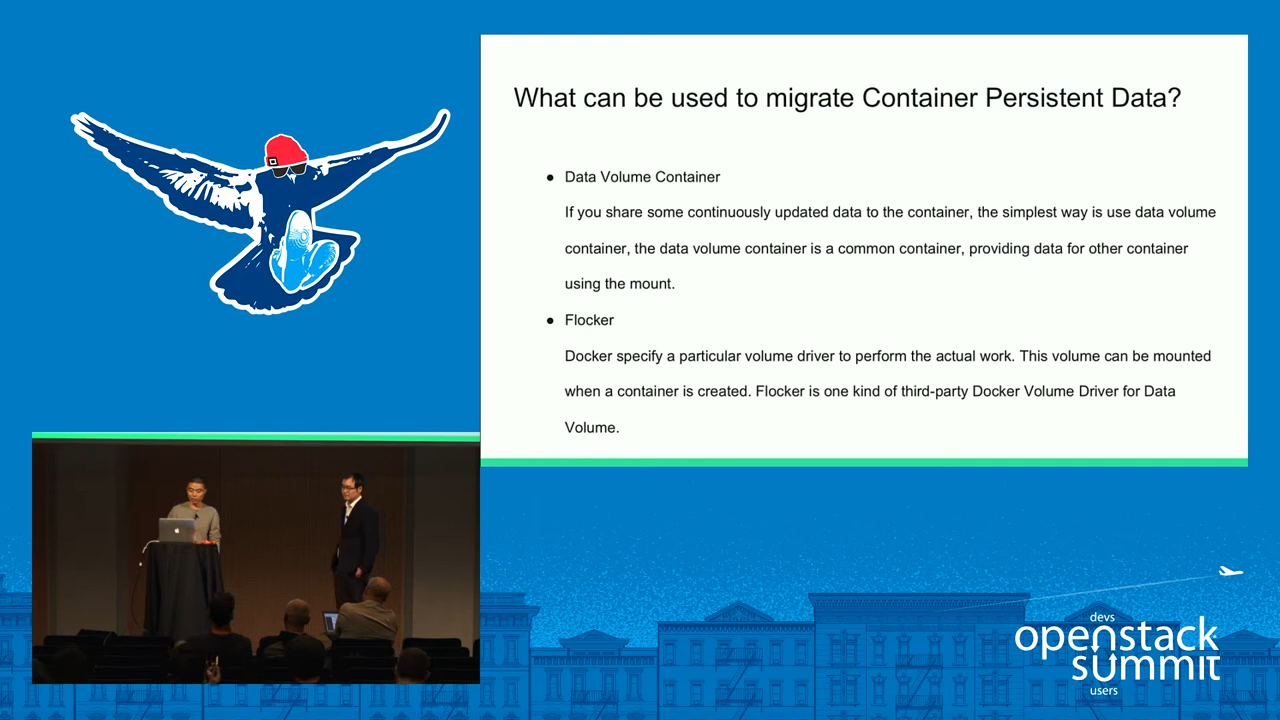 What can be used to migrate Container Persistent Data?
● Data Volume Container
If you share some continuously updated data to the container, the simplest way is use data volume
container, the data volume container is a common container, providing data for other container
using the mount.
● Flocker
Docker specify a particular volume driver to perform the actual work. This volume can be mounted
when a container is created. Flocker is one kind of third-party Docker Volume Driver for Data
Volume.
devs
openstack
summit
users